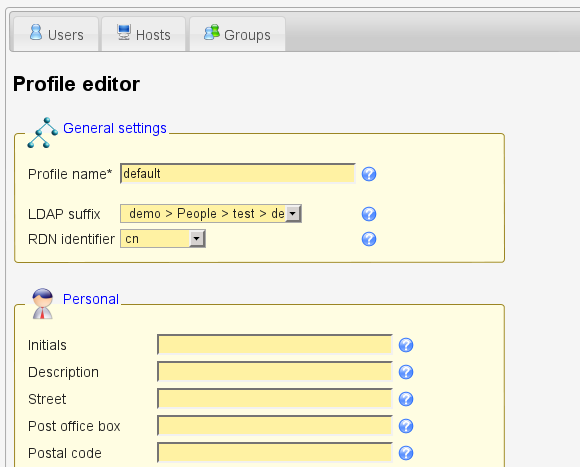 Users Hosts Groups
Profile editor
General settings
Profile name* default
LDAP suffix demo > People > test > de
RDN identifier cn
Personal
Initials
Description
Street
Post office box
Postal code